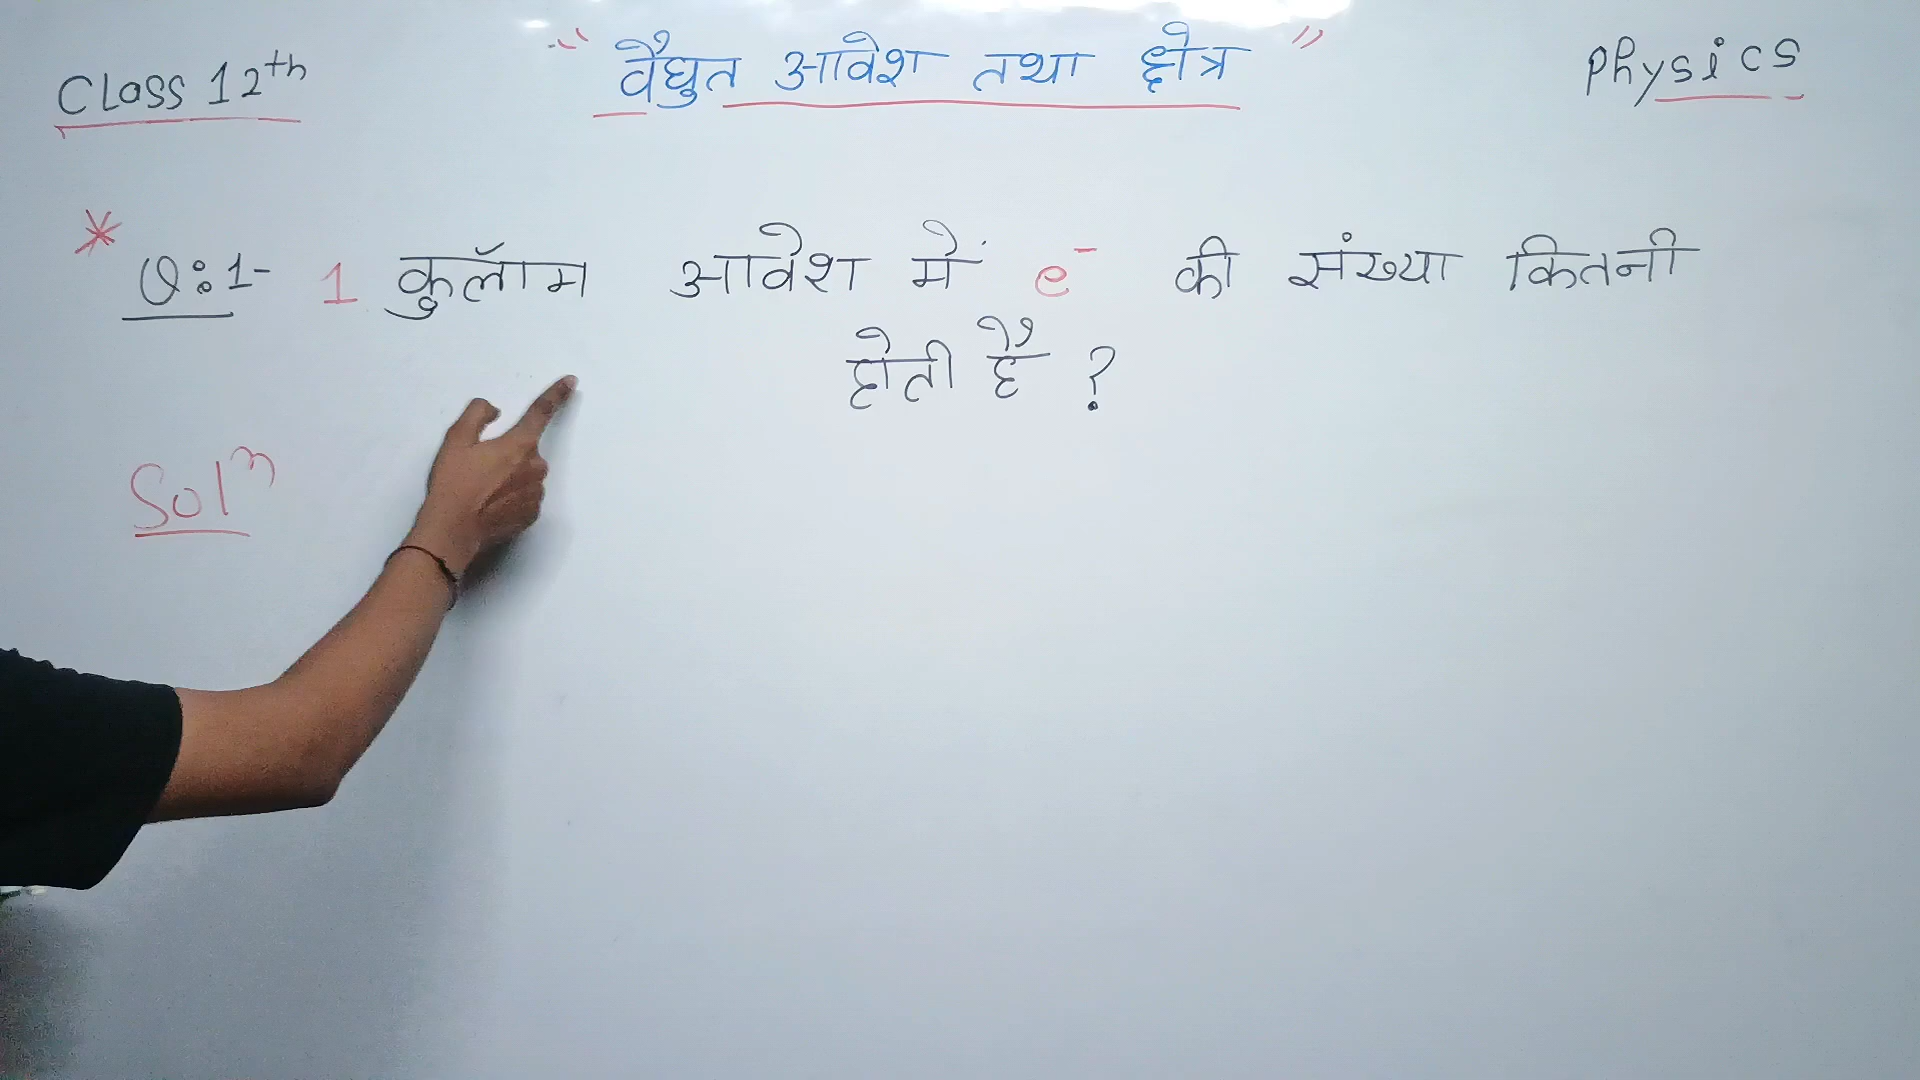 Class 12th "वैद्युत आवेश तथा क्षेत्र" Physics
* Q:1- 1 कुलॉम आवेश में e⁻ की संख्या कितनी
होती है ?
Solⁿ